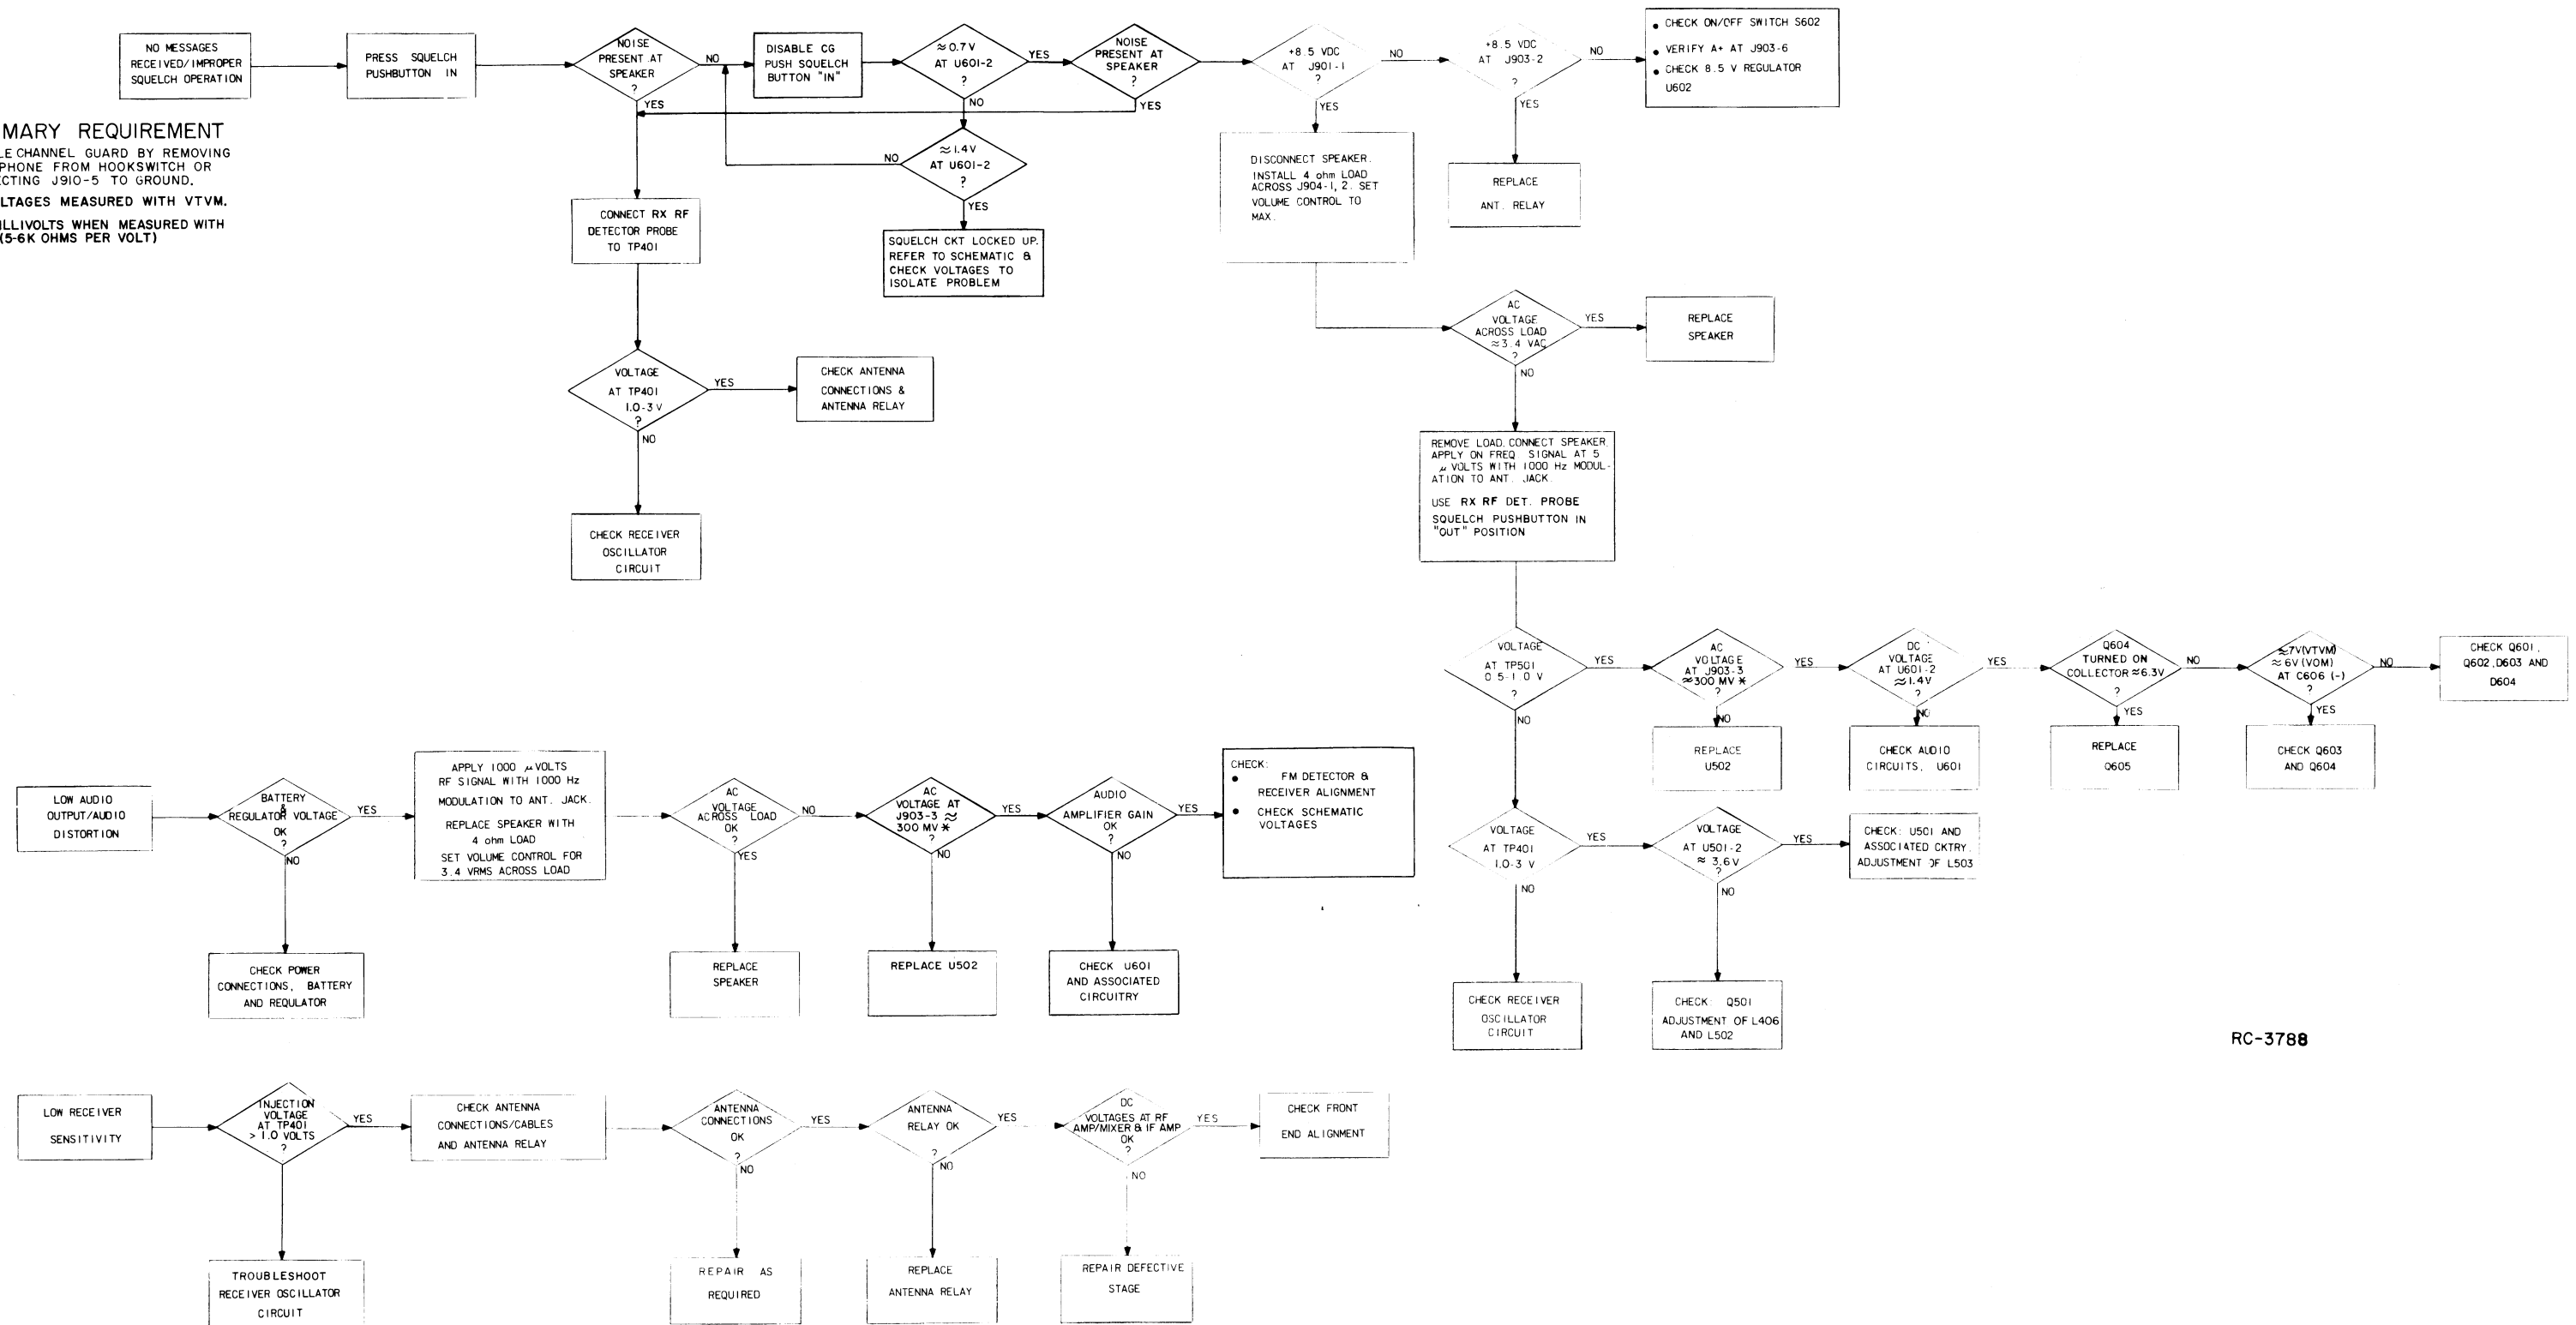 NO MESSAGES
RECEIVED/IMPROPER
SQUELCH OPERATION
PRESS SQUELCH
PUSHBUTTON IN
NOISE
PRESENT AT
SPEAKER
?
NO
YES
DISABLE CG
PUSH SQUELCH
BUTTON "IN"
≈0.7V
AT U601-2
?
YES
NO
NOISE
PRESENT AT
SPEAKER
?
YES
+8.5 VDC
AT J901-1
?
NO
YES
+8.5 VDC
AT J903-2
?
NO
YES
• CHECK ON/OFF SWITCH S602
• VERIFY A+ AT J903-6
• CHECK 8.5 V REGULATOR
U602
MARY REQUIREMENT
LE CHANNEL GUARD BY REMOVING
PHONE FROM HOOKSWITCH OR
ECTING J910-5 TO GROUND.
LTAGES MEASURED WITH VTVM.
ILLIVOLTS WHEN MEASURED WITH
(5-6K OHMS PER VOLT)
≈1.4V
AT U601-2
?
NO
YES
SQUELCH CKT LOCKED UP.
REFER TO SCHEMATIC &
CHECK VOLTAGES TO
ISOLATE PROBLEM
CONNECT RX RF
DETECTOR PROBE
TO TP401
DISCONNECT SPEAKER.
INSTALL 4 ohm LOAD
ACROSS J904-1, 2. SET
VOLUME CONTROL TO
MAX.
REPLACE
ANT. RELAY
VOLTAGE
AT TP401
1.0-3 V
?
YES
NO
CHECK ANTENNA
CONNECTIONS &
ANTENNA RELAY
CHECK RECEIVER
OSCILLATOR
CIRCUIT
AC
VOLTAGE
ACROSS LOAD
≈3.4 VAC
?
YES
NO
REPLACE
SPEAKER
REMOVE LOAD, CONNECT SPEAKER,
APPLY ON FREQ. SIGNAL AT 5
μ VOLTS WITH 1000 Hz MODUL-
ATION TO ANT. JACK.
USE RX RF DET. PROBE
SQUELCH PUSHBUTTON IN
"OUT" POSITION
VOLTAGE
AT TP501
0.5-1.0 V
?
YES
NO
AC
VOLTAGE
AT J903-3
≈300 MV *
?
YES
NO
DC
VOLTAGE
AT U601-2
≈1.4V
?
YES
NO
Q604
TURNED ON
COLLECTOR ≈6.3V
?
NO
YES
≈7V(VTVM)
≈6V(VOM)
AT C606 (-)
?
NO
YES
CHECK Q601,
Q602,D603 AND
D604
REPLACE
U502
CHECK AUDIO
CIRCUITS, U601
REPLACE
Q605
CHECK Q603
AND Q604
VOLTAGE
AT TP401
1.0-3 V
YES
NO
VOLTAGE
AT U501-2
≈ 3.6V
?
YES
NO
CHECK: U501 AND
ASSOCIATED CKTRY.
ADJUSTMENT OF L503
CHECK RECEIVER
OSCILLATOR
CIRCUIT
CHECK: Q501
ADJUSTMENT OF L406
AND L502
LOW AUDIO
OUTPUT/AUDIO
DISTORTION
BATTERY
&
REGULATOR VOLTAGE
OK
?
YES
NO
APPLY 1000 μVOLTS
RF SIGNAL WITH 1000 Hz
MODULATION TO ANT. JACK.
REPLACE SPEAKER WITH
4 ohm LOAD
SET VOLUME CONTROL FOR
3.4 VRMS ACROSS LOAD
AC
VOLTAGE
ACROSS LOAD
OK
?
NO
YES
AC
VOLTAGE AT
J903-3 ≈
300 MV *
?
YES
NO
AUDIO
AMPLIFIER GAIN
OK
?
YES
NO
CHECK:
• FM DETECTOR &
RECEIVER ALIGNMENT
• CHECK SCHEMATIC
VOLTAGES
CHECK POWER
CONNECTIONS, BATTERY
AND REQULATOR
REPLACE
SPEAKER
REPLACE U502
CHECK U601
AND ASSOCIATED
CIRCUITRY
RC-3788
LOW RECEIVER
SENSITIVITY
INJECTION
VOLTAGE
AT TP401
> 1.0 VOLTS
?
YES
NO
CHECK ANTENNA
CONNECTIONS/CABLES
AND ANTENNA RELAY
ANTENNA
CONNECTIONS
OK
?
YES
NO
ANTENNA
RELAY OK
?
YES
NO
DC
VOLTAGES AT RF
AMP/MIXER & IF AMP
OK
?
YES
NO
CHECK FRONT
END ALIGNMENT
TROUBLESHOOT
RECEIVER OSCILLATOR
CIRCUIT
REPAIR AS
REQUIRED
REPLACE
ANTENNA RELAY
REPAIR DEFECTIVE
STAGE